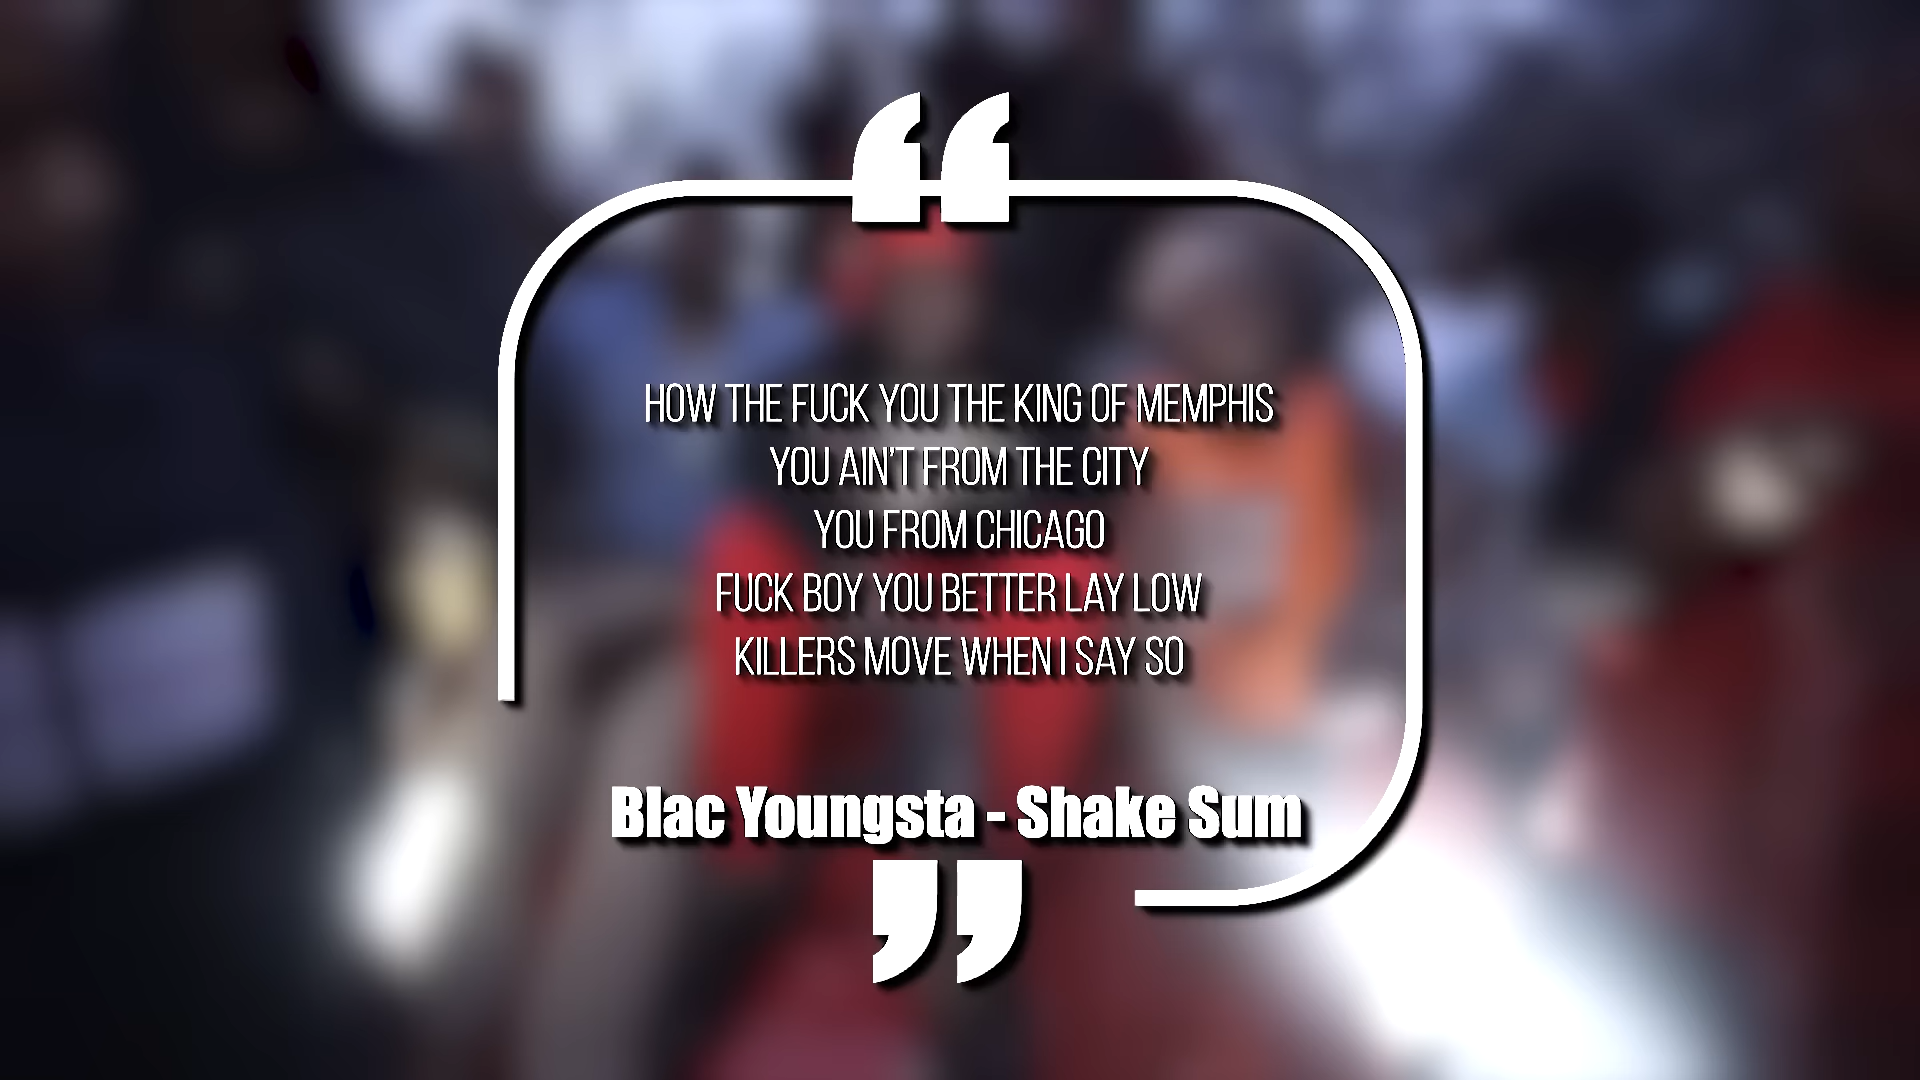 HOW THE FUCK YOU THE KING OF MEMPHIS
YOU AIN'T FROM THE CITY
YOU FROM CHICAGO
FUCK BOY YOU BETTER LAY LOW
KILLERS MOVE WHEN I SAY SO
Blac Youngsta - Shake Sum